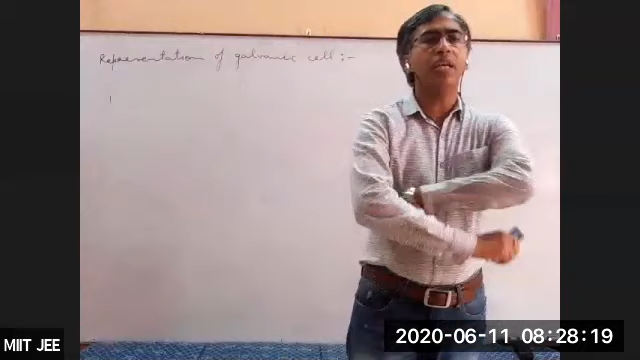 Representation of galvanic cell :-
MIIT JEE
2020-06-11 08:28:19